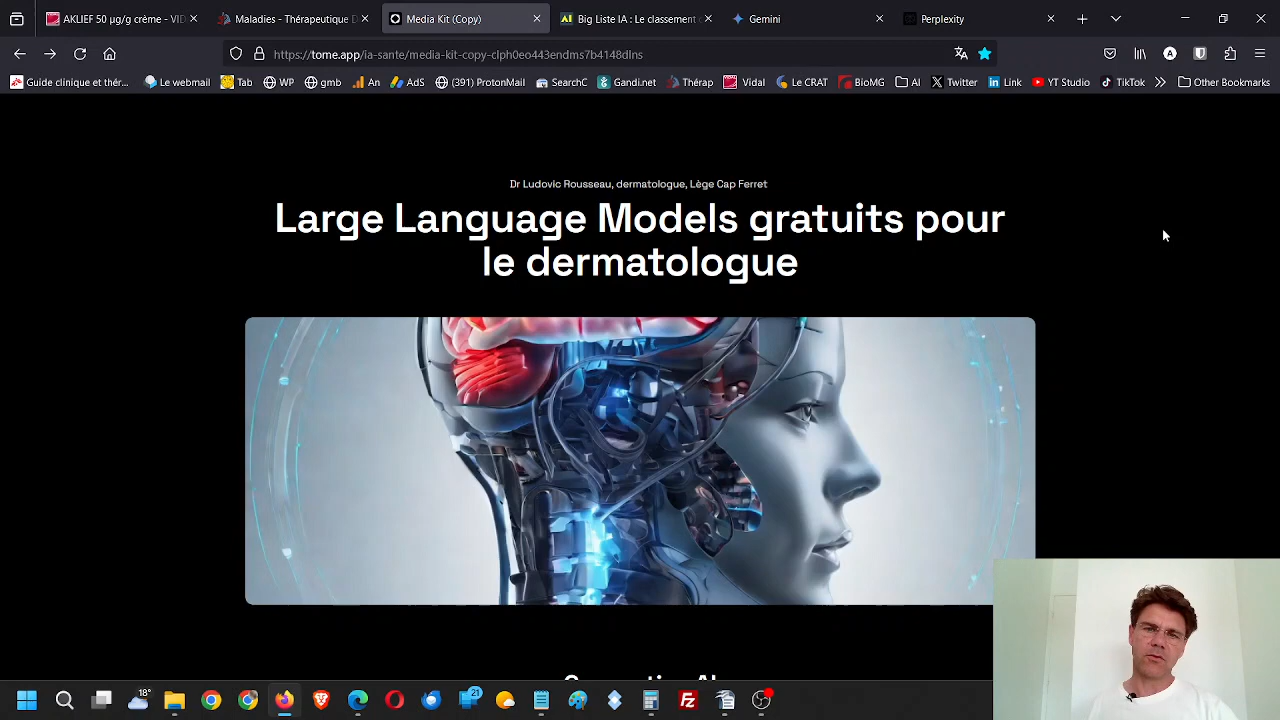 AKLIEF 50 µg/g crème - VID
Maladies - Thérapeutique D
Media Kit (Copy)
Big Liste IA : Le classement
Gemini
Perplexity
https://tome.app/ia-sante/media-kit-copy-clph0eo443endms7b4148dlns
Guide clinique et thér...
Le webmail
Tab
WP
gmb
An
AdS
(391) ProtonMail
SearchC
Gandi.net
Thérap
Vidal
Le CRAT
BioMG
AI
Twitter
Link
YT Studio
TikTok
Other Bookmarks
Dr Ludovic Rousseau, dermatologue, Lège Cap Ferret
Large Language Models gratuits pour
le dermatologue
18°
21